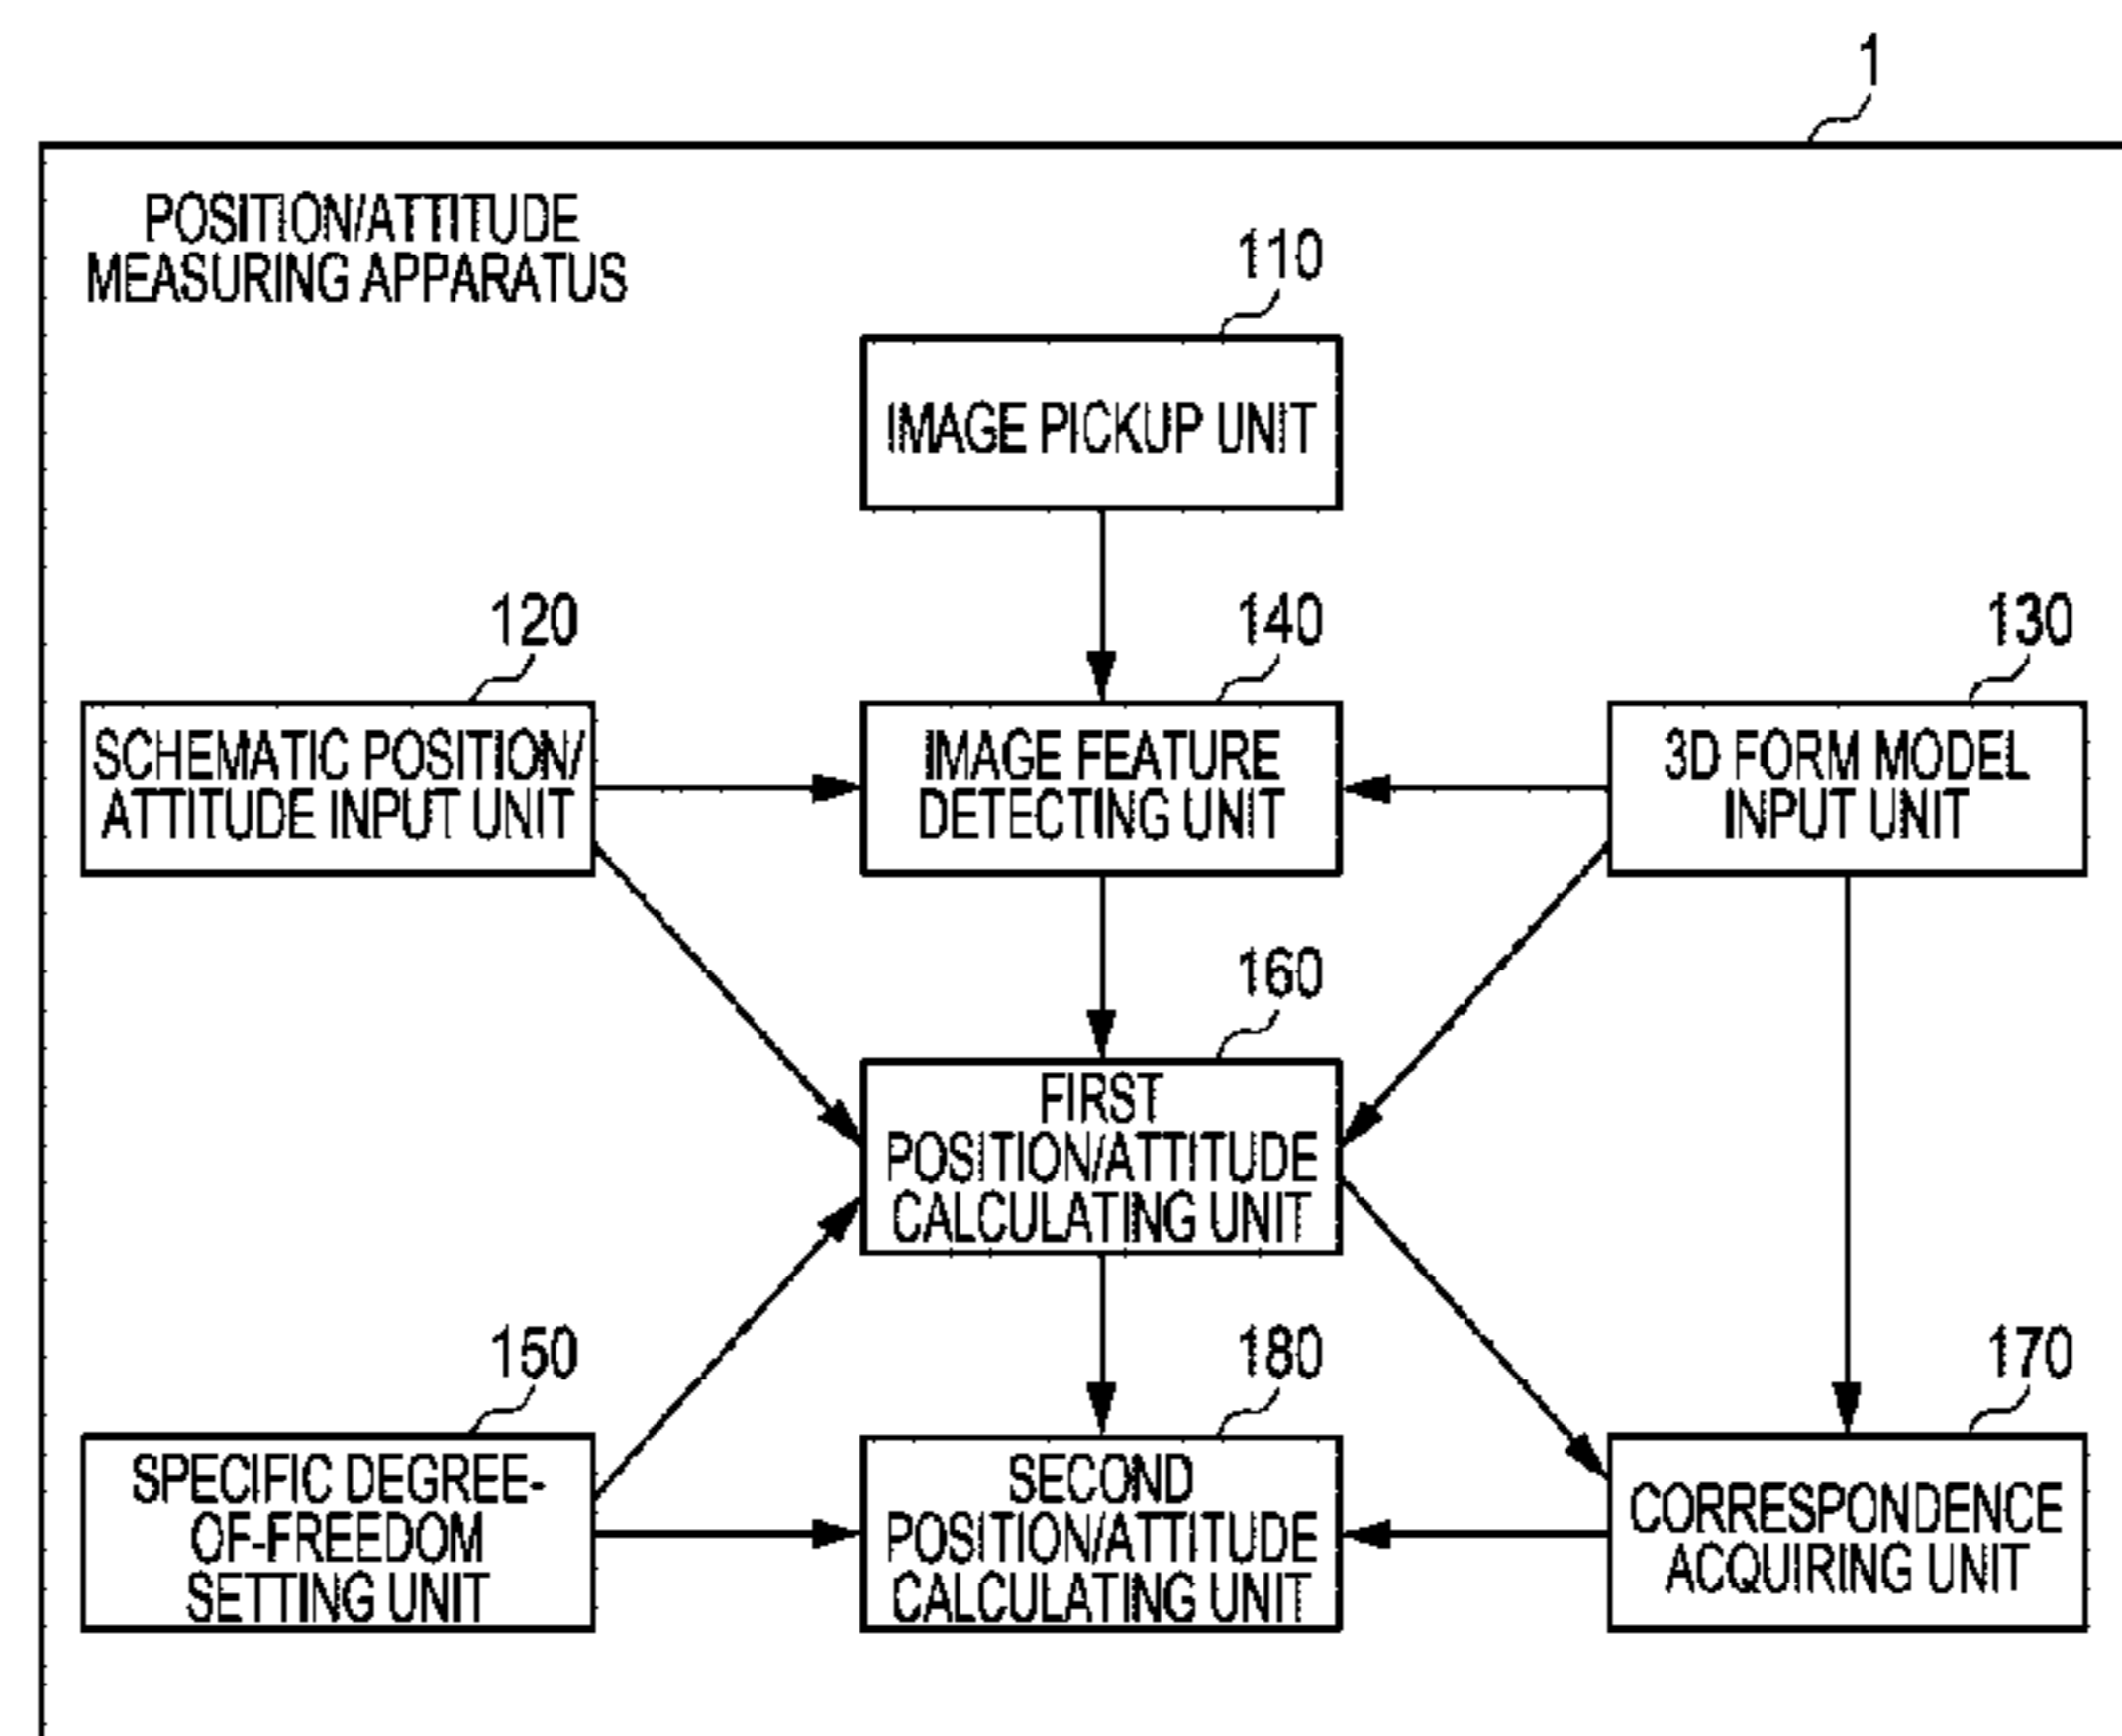 1
POSITION/ATTITUDE
MEASURING APPARATUS
110
IMAGE PICKUP UNIT
120
140
130
SCHEMATIC POSITION/
ATTITUDE INPUT UNIT
IMAGE FEATURE
DETECTING UNIT
3D FORM MODEL
INPUT UNIT
160
FIRST
POSITION/ATTITUDE
CALCULATING UNIT
150
180
170
SPECIFIC DEGREE-
OF-FREEDOM
SETTING UNIT
SECOND
POSITION/ATTITUDE
CALCULATING UNIT
CORRESPONDENCE
ACQUIRING UNIT